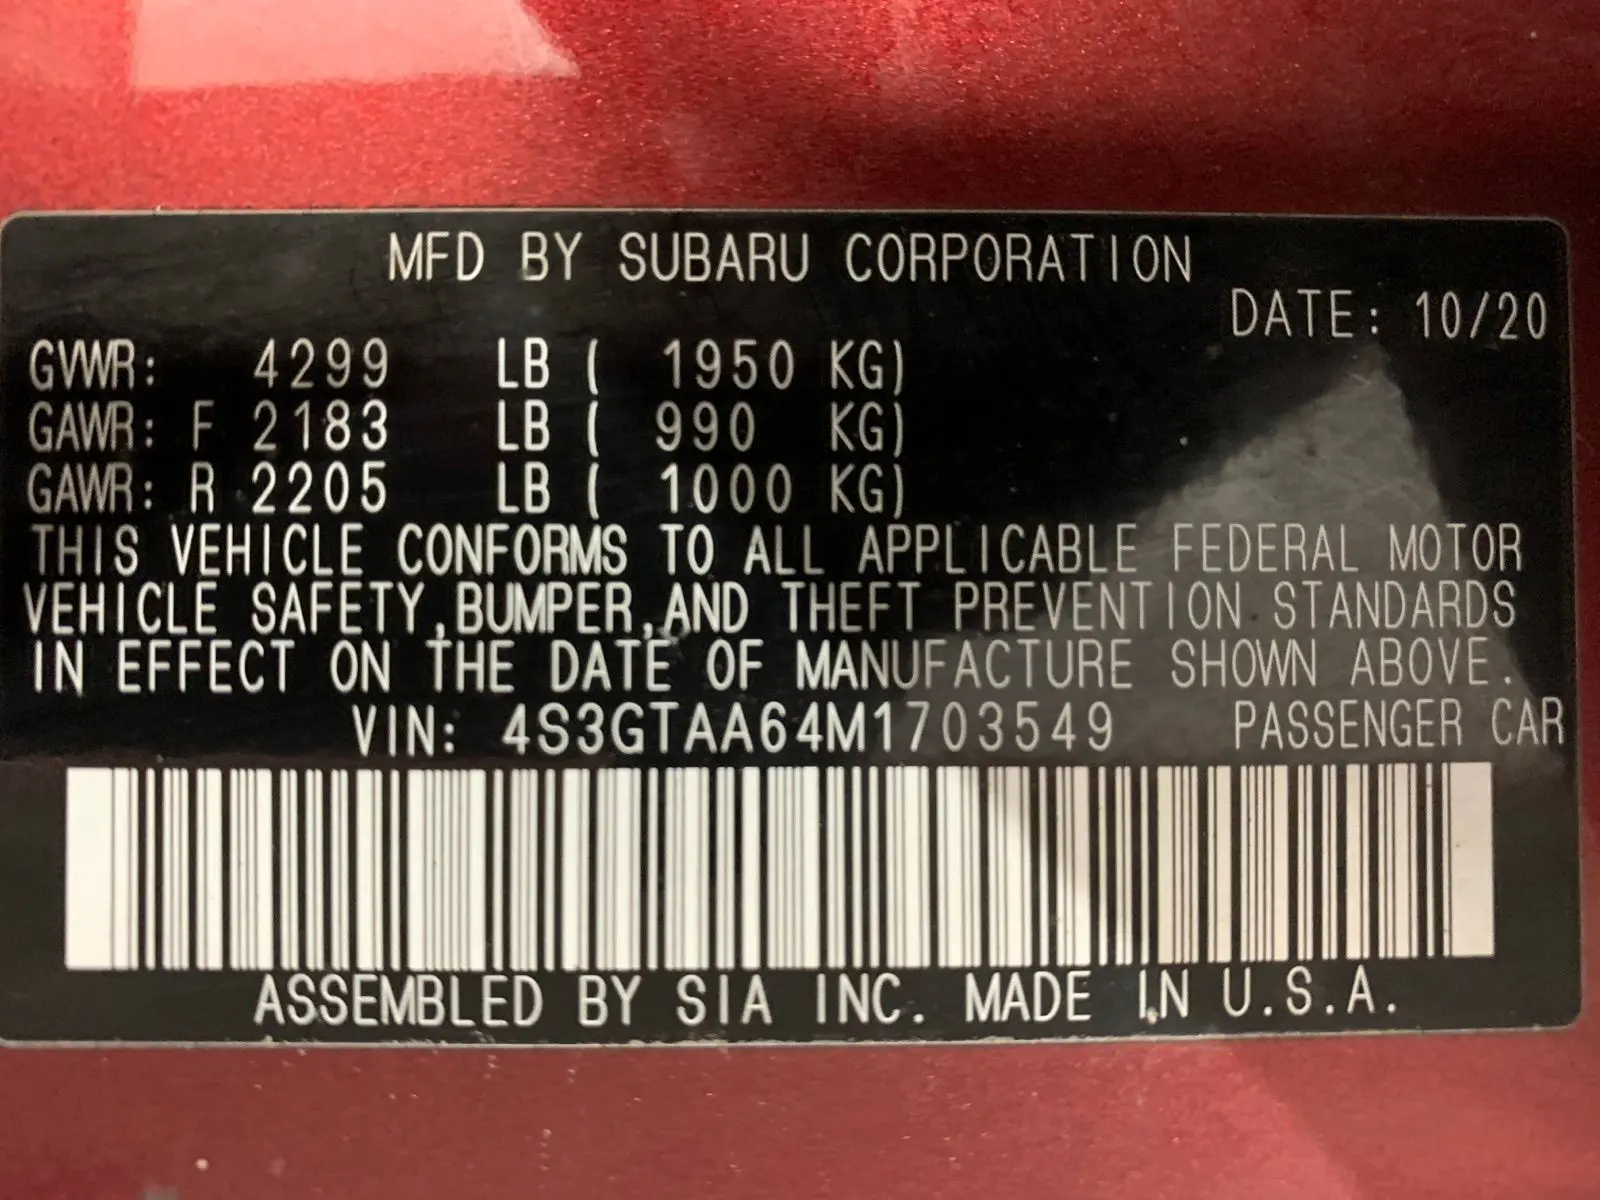 MFD BY SUBARU CORPORATION
DATE: 10/20
GVWR: 4299 LB ( 1950 KG)
GAWR: F 2183 LB ( 990 KG)
GAWR: R 2205 LB ( 1000 KG)
THIS VEHICLE CONFORMS TO ALL APPLICABLE FEDERAL MOTOR
VEHICLE SAFETY,BUMPER,AND THEFT PREVENTION STANDARDS
IN EFFECT ON THE DATE OF MANUFACTURE SHOWN ABOVE.
VIN: 4S3GTAA64M1703549 PASSENGER CAR
ASSEMBLED BY SIA INC. MADE IN U.S.A.